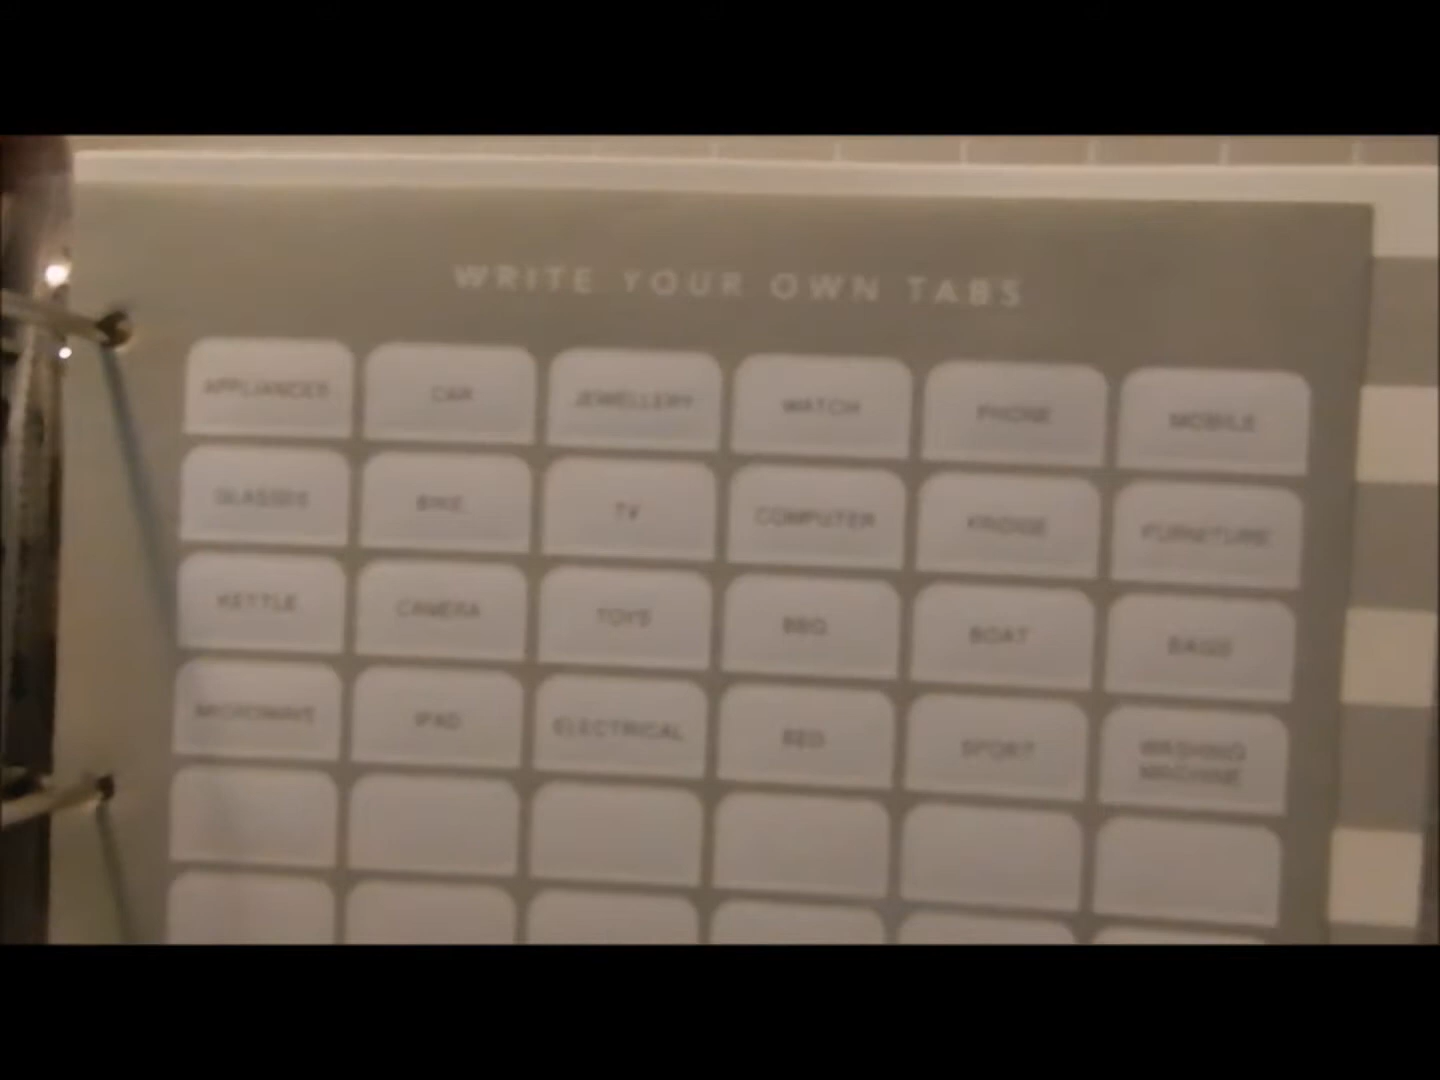 WRITE YOUR OWN TABS
APPLIANCES CAR JEWELLERY WATCH PHONE MOBILE
GLASSES BIKE TV COMPUTER FRIDGE FURNITURE
KETTLE CAMERA TOYS BBQ BOAT BAGS
MICROWAVE IPAD ELECTRICAL BED SPORT WASHING
MACHINE